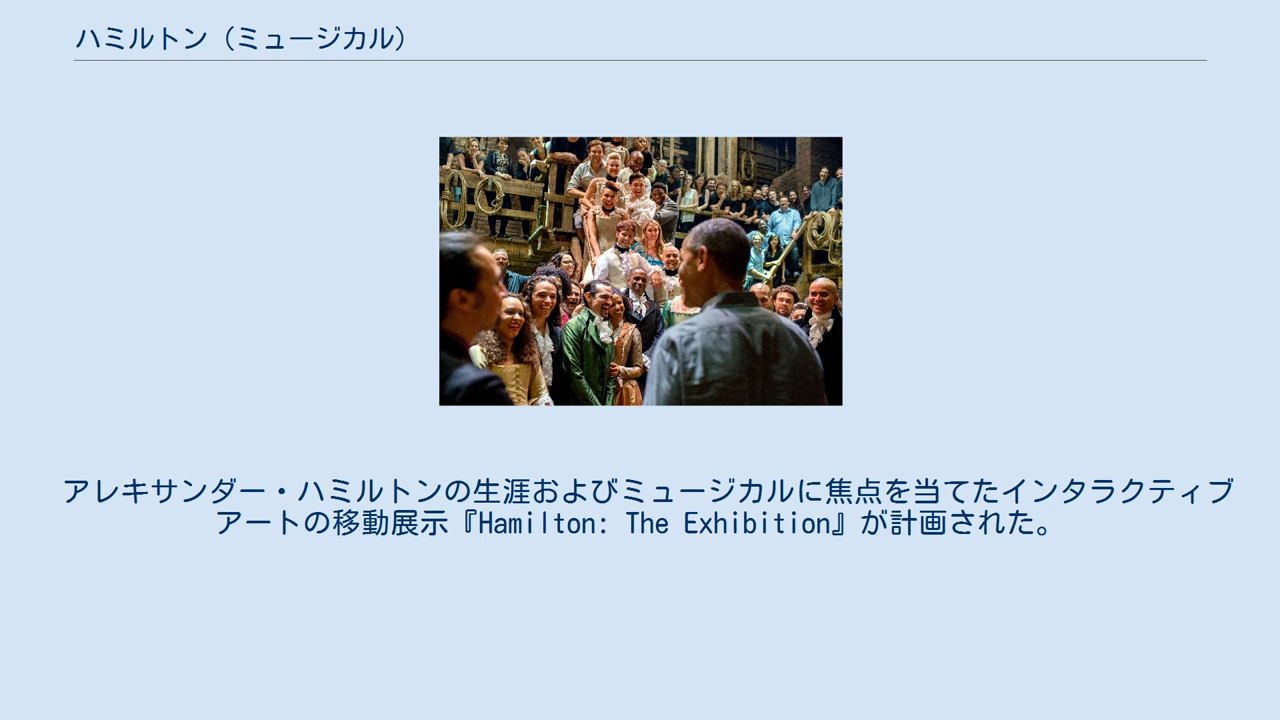 ハミルトン（ミュージカル）
アレキサンダー・ハミルトンの生涯およびミュージカルに焦点を当てたインタラクティブ
アートの移動展示『Hamilton: The Exhibition』が計画された。